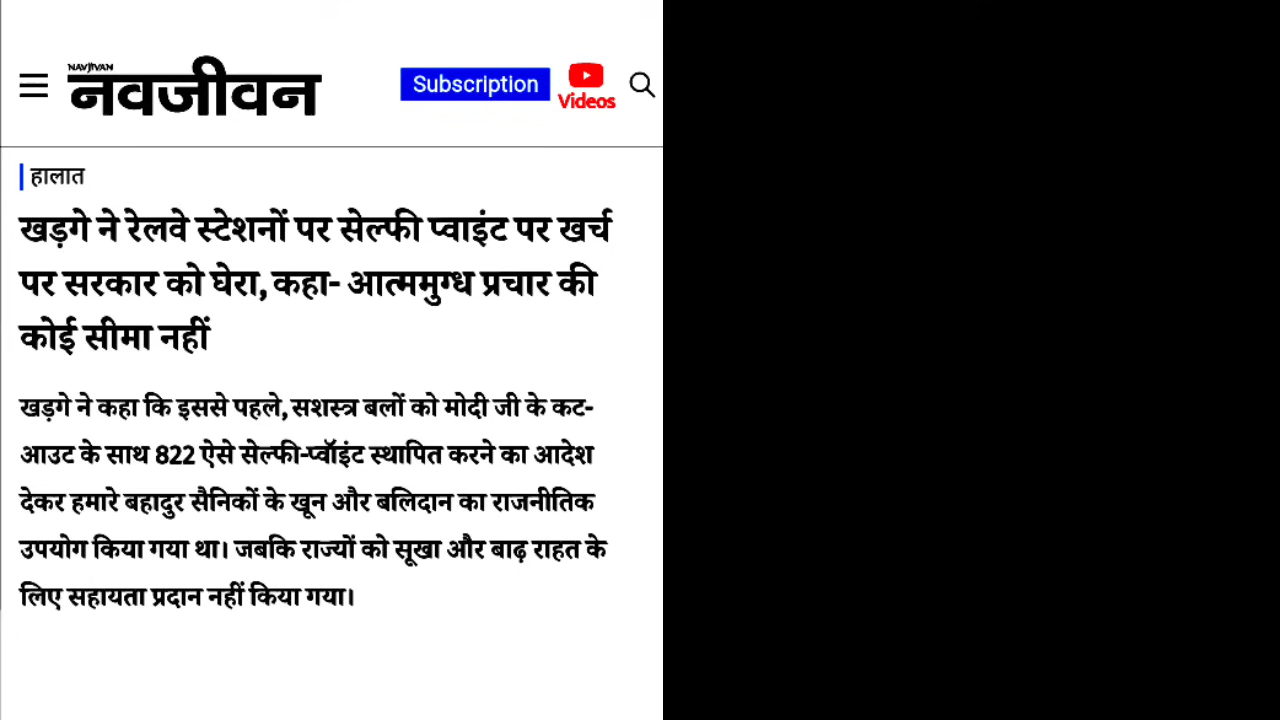 NAVJIVAN
नवजीवन
Subscription
Videos
हालात
खड़गे ने रेलवे स्टेशनों पर सेल्फी प्वाइंट पर खर्च
पर सरकार को घेरा, कहा- आत्ममुग्ध प्रचार की
कोई सीमा नहीं
खड़गे ने कहा कि इससे पहले, सशस्त्र बलों को मोदी जी के कट-
आउट के साथ 822 ऐसे सेल्फी-प्वॉइंट स्थापित करने का आदेश
देकर हमारे बहादुर सैनिकों के खून और बलिदान का राजनीतिक
उपयोग किया गया था। जबकि राज्यों को सूखा और बाढ़ राहत के
लिए सहायता प्रदान नहीं किया गया।